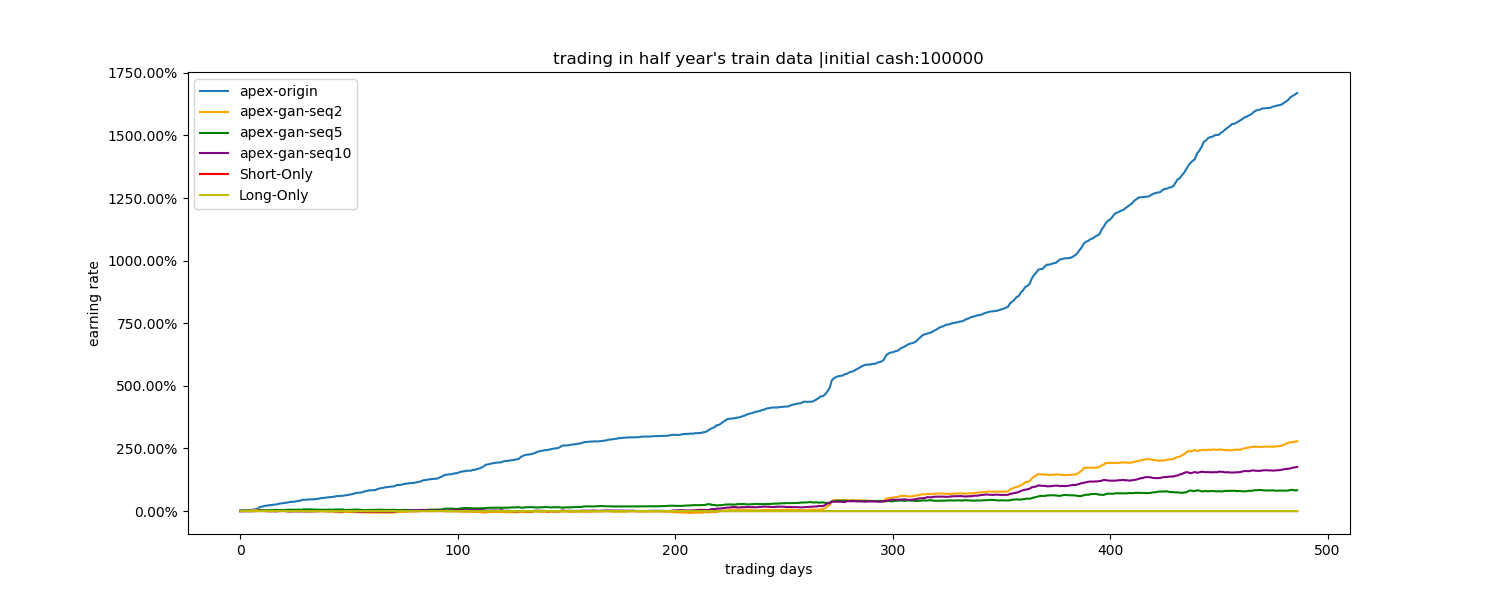 trading in half year's train data |initial cash:100000
1750.00%
1500.00%
1250.00%
1000.00%
750.00%
500.00%
250.00%
0.00%
earning rate
apex-origin
apex-gan-seq2
apex-gan-seq5
apex-gan-seq10
Short-Only
Long-Only
0 100 200 300 400 500
trading days